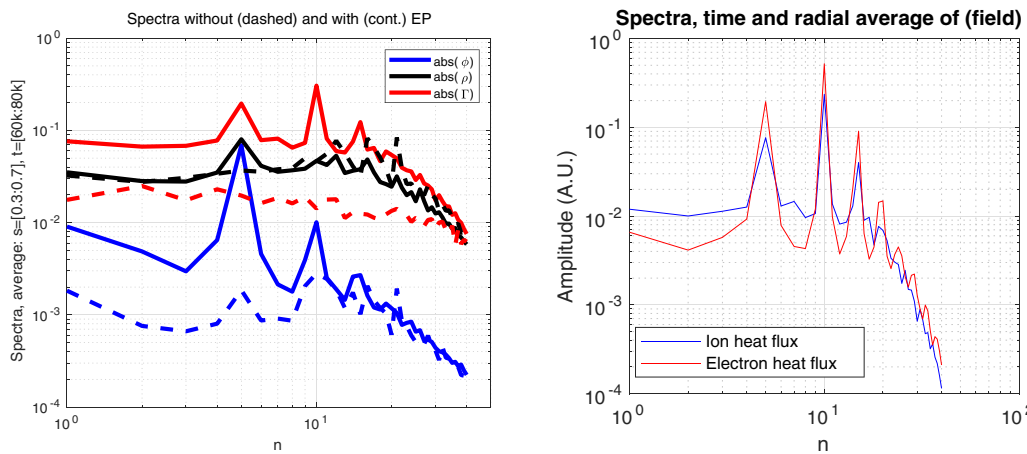 Spectra without (dashed) and with (cont.) EP
Spectra, average: s=[0.3:0.7], t=[60k:80k]
10^0
10^-1
10^-2
10^-3
10^-4
abs( ϕ)
abs( ρ)
abs( Γ)
10^0
10^1
n
Spectra, time and radial average of (field)
Amplitude (A.U.)
10^0
10^-1
10^-2
10^-3
10^-4
Ion heat flux
Electron heat flux
10^0
10^1
10^2
n